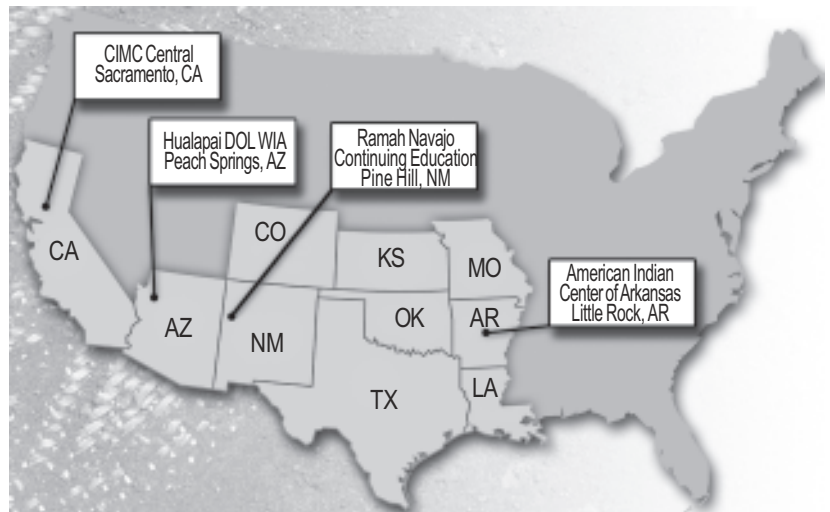 CIMC Central
Sacramento, CA
Hualapai DOL WIA
Peach Springs, AZ
Ramah Navajo
Continuing Education
Pine Hill, NM
American Indian
Center of Arkansas
Little Rock, AR
CA
CO
KS
MO
AZ
NM
OK
AR
TX
LA